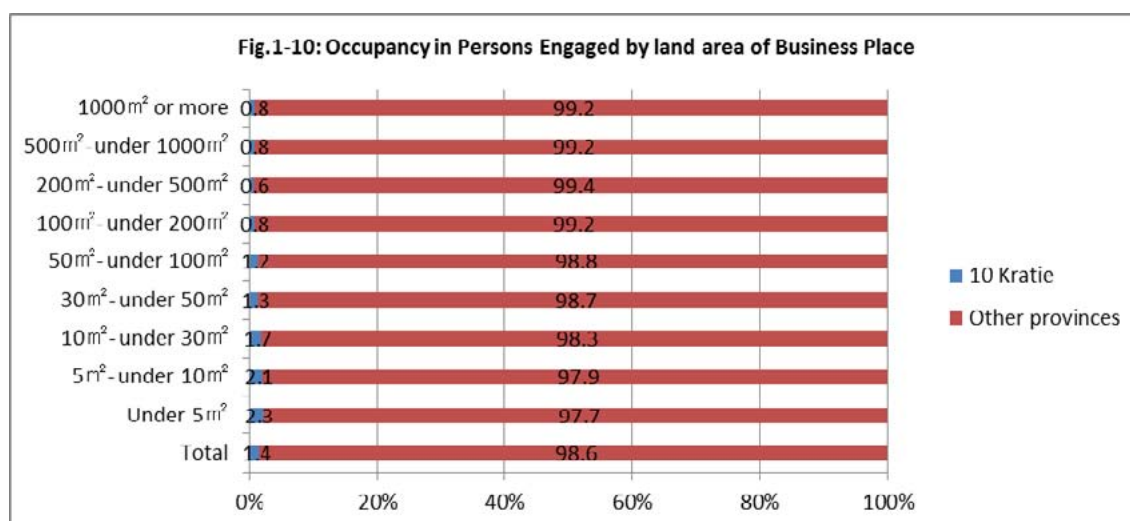 Fig.1-10: Occupancy in Persons Engaged by land area of Business Place
1000㎡ or more 0.8 99.2
500㎡- under 1000㎡ 0.8 99.2
200㎡- under 500㎡ 0.6 99.4
100㎡- under 200㎡ 0.8 99.2
50㎡- under 100㎡ 1.2 98.8
30㎡- under 50㎡ 1.3 98.7
10㎡- under 30㎡ 1.7 98.3
5㎡- under 10㎡ 2.1 97.9
Under 5㎡ 2.3 97.7
Total 1.4 98.6
0% 20% 40% 60% 80% 100%
10 Kratie
Other provinces